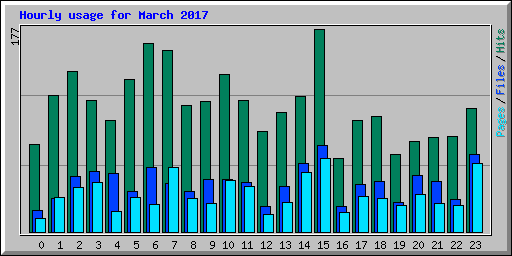 Hourly usage for March 2017
177
Pages/Files/Hits
0 1 2 3 4 5 6 7 8 9 10 11 12 13 14 15 16 17 18 19 20 21 22 23